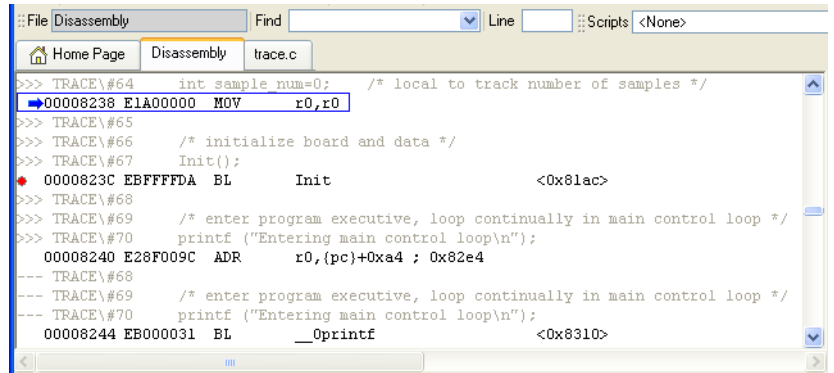 File Disassembly Find Line Scripts <None>
Home Page Disassembly trace.c
>>> TRACE\#64 int sample_num=0; /* local to track number of samples */
00008238 E1A00000 MOV r0,r0
>>> TRACE\#65
>>> TRACE\#66 /* initialize board and data */
>>> TRACE\#67 Init();
0000823C EBFFFFDA BL Init <0x81ac>
>>> TRACE\#68
>>> TRACE\#69 /* enter program executive, loop continually in main control loop */
>>> TRACE\#70 printf ("Entering main control loop\n");
00008240 E28F009C ADR r0,{pc}+0xa4 ; 0x82e4
--- TRACE\#68
--- TRACE\#69 /* enter program executive, loop continually in main control loop */
--- TRACE\#70 printf ("Entering main control loop\n");
00008244 EB000031 BL __0printf <0x8310>